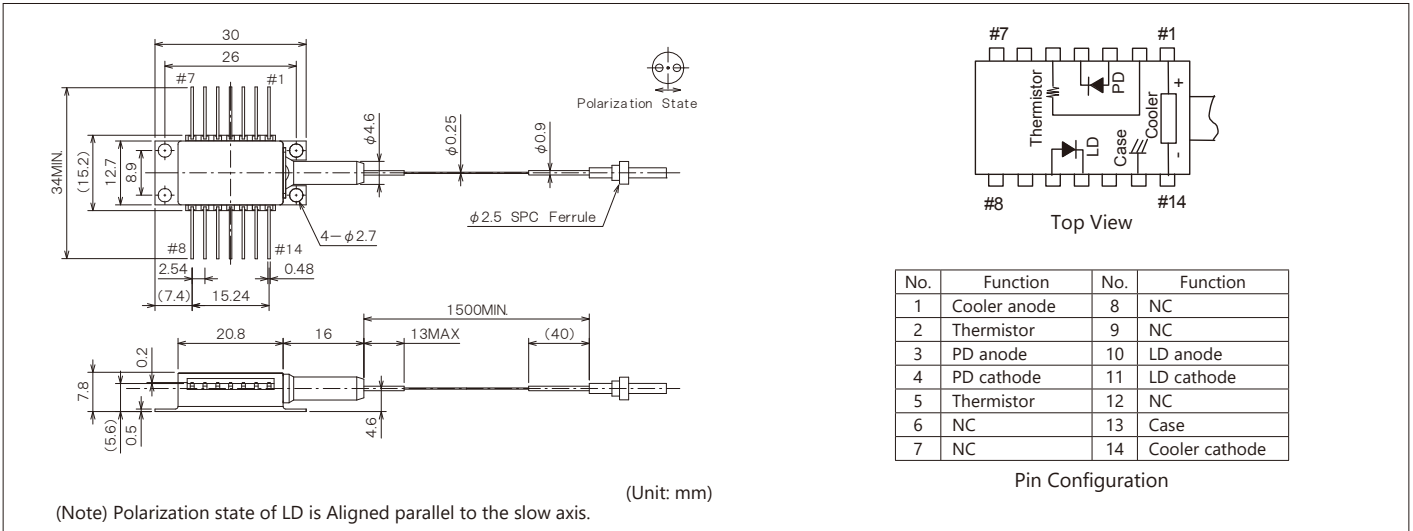 30
26
#7
#1
Polarization State
φ4.6
φ0.25
φ0.9
34MIN.
(15.2)
12.7
8.9
φ2.5 SPC Ferrule
4-φ2.7
#8
#14
2.54
0.48
(7.4)
15.24
1500MIN.
20.8
16
13MAX
(40)
0.2
7.8
(5.6)
0.5
4.6
(Unit: mm)
(Note) Polarization state of LD is Aligned parallel to the slow axis.
#7
#1
Thermistor
PD
+
LD
Case
Cooler
-
#8
#14
Top View
No. Function No. Function
1 Cooler anode 8 NC
2 Thermistor 9 NC
3 PD anode 10 LD anode
4 PD cathode 11 LD cathode
5 Thermistor 12 NC
6 NC 13 Case
7 NC 14 Cooler cathode
Pin Configuration